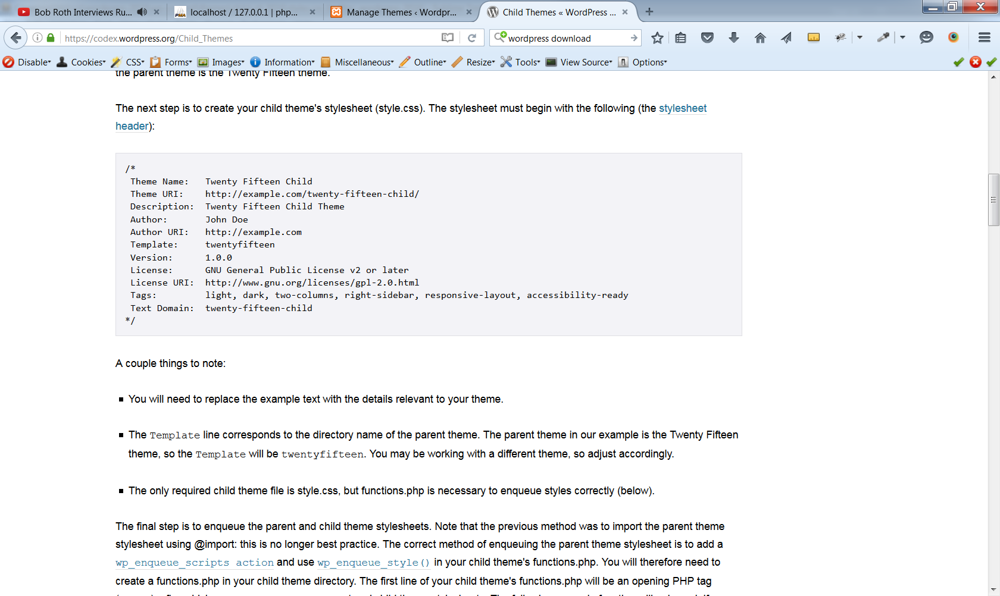 Bob Roth Interviews Ru...
localhost / 127.0.0.1 | php...
Manage Themes ‹ Wordpr...
Child Themes « WordPress ...
https://codex.wordpress.org/Child_Themes
wordpress download
Disable
Cookies
CSS
Forms
Images
Information
Miscellaneous
Outline
Resize
Tools
View Source
Options
the parent theme is the Twenty Fifteen theme.
The next step is to create your child theme's stylesheet (style.css). The stylesheet must begin with the following (the stylesheet
header):
/*
Theme Name:   Twenty Fifteen Child
Theme URI:    http://example.com/twenty-fifteen-child/
Description:  Twenty Fifteen Child Theme
Author:       John Doe
Author URI:   http://example.com
Template:     twentyfifteen
Version:      1.0.0
License:      GNU General Public License v2 or later
License URI:  http://www.gnu.org/licenses/gpl-2.0.html
Tags:         light, dark, two-columns, right-sidebar, responsive-layout, accessibility-ready
Text Domain:  twenty-fifteen-child
*/
A couple things to note:
You will need to replace the example text with the details relevant to your theme.
The Template line corresponds to the directory name of the parent theme. The parent theme in our example is the Twenty Fifteen
theme, so the Template will be twentyfifteen. You may be working with a different theme, so adjust accordingly.
The only required child theme file is style.css, but functions.php is necessary to enqueue styles correctly (below).
The final step is to enqueue the parent and child theme stylesheets. Note that the previous method was to import the parent theme
stylesheet using @import: this is no longer best practice. The correct method of enqueuing the parent theme stylesheet is to add a
wp_enqueue_scripts action and use wp_enqueue_style() in your child theme's functions.php. You will therefore need to
create a functions.php in your child theme directory. The first line of your child theme's functions.php will be an opening PHP tag